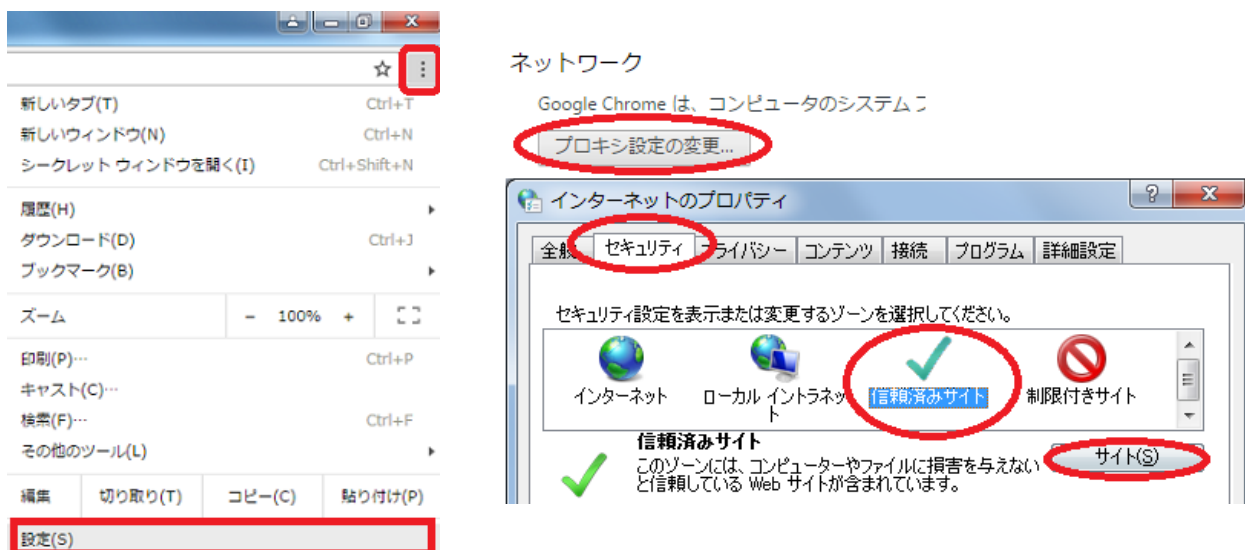 新しいタブ(T) Ctrl+T
新しいウィンドウ(N) Ctrl+N
シークレット ウィンドウを開く(I) Ctrl+Shift+N
履歴(H)
ダウンロード(D) Ctrl+J
ブックマーク(B)
ズーム - 100% +
印刷(P)… Ctrl+P
キャスト(C)…
検索(F)… Ctrl+F
その他のツール(L)
編集 切り取り(T) コピー(C) 貼り付け(P)
設定(S)
ネットワーク
Google Chrome は、コンピュータのシステム
プロキシ設定の変更...
インターネットのプロパティ
全般 セキュリティ プライバシー コンテンツ 接続 プログラム 詳細設定
セキュリティ設定を表示または変更するゾーンを選択してください。
インターネット ローカル イントラネッ 信頼済みサイト 制限付きサイト
ト
信頼済みサイト
このゾーンには、コンピューターやファイルに損害を与えない
と信頼している Web サイトが含まれています。
サイト(S)